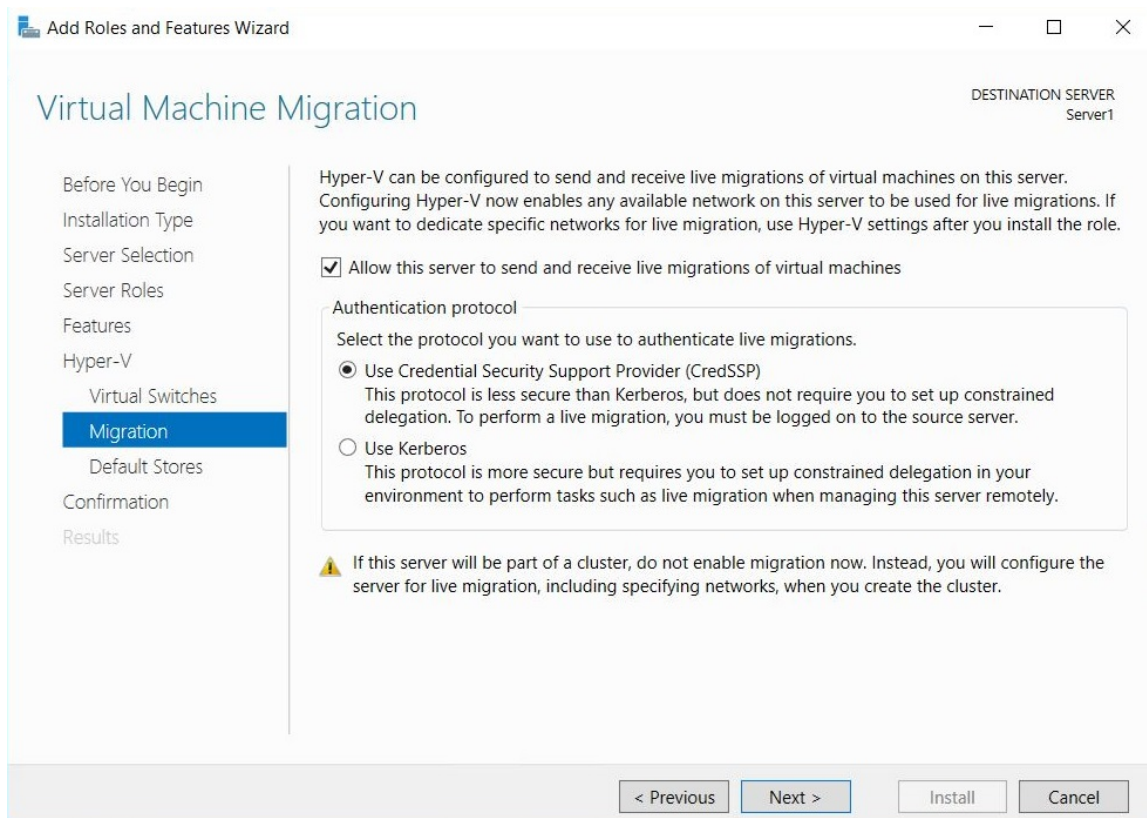 Add Roles and Features Wizard
Virtual Machine Migration
DESTINATION SERVER
Server1
Before You Begin
Installation Type
Server Selection
Server Roles
Features
Hyper-V
Virtual Switches
Migration
Default Stores
Confirmation
Results
Hyper-V can be configured to send and receive live migrations of virtual machines on this server.
Configuring Hyper-V now enables any available network on this server to be used for live migrations. If
you want to dedicate specific networks for live migration, use Hyper-V settings after you install the role.
Allow this server to send and receive live migrations of virtual machines
Authentication protocol
Select the protocol you want to use to authenticate live migrations.
Use Credential Security Support Provider (CredSSP)
This protocol is less secure than Kerberos, but does not require you to set up constrained
delegation. To perform a live migration, you must be logged on to the source server.
Use Kerberos
This protocol is more secure but requires you to set up constrained delegation in your
environment to perform tasks such as live migration when managing this server remotely.
If this server will be part of a cluster, do not enable migration now. Instead, you will configure the
server for live migration, including specifying networks, when you create the cluster.
< Previous
Next >
Install
Cancel